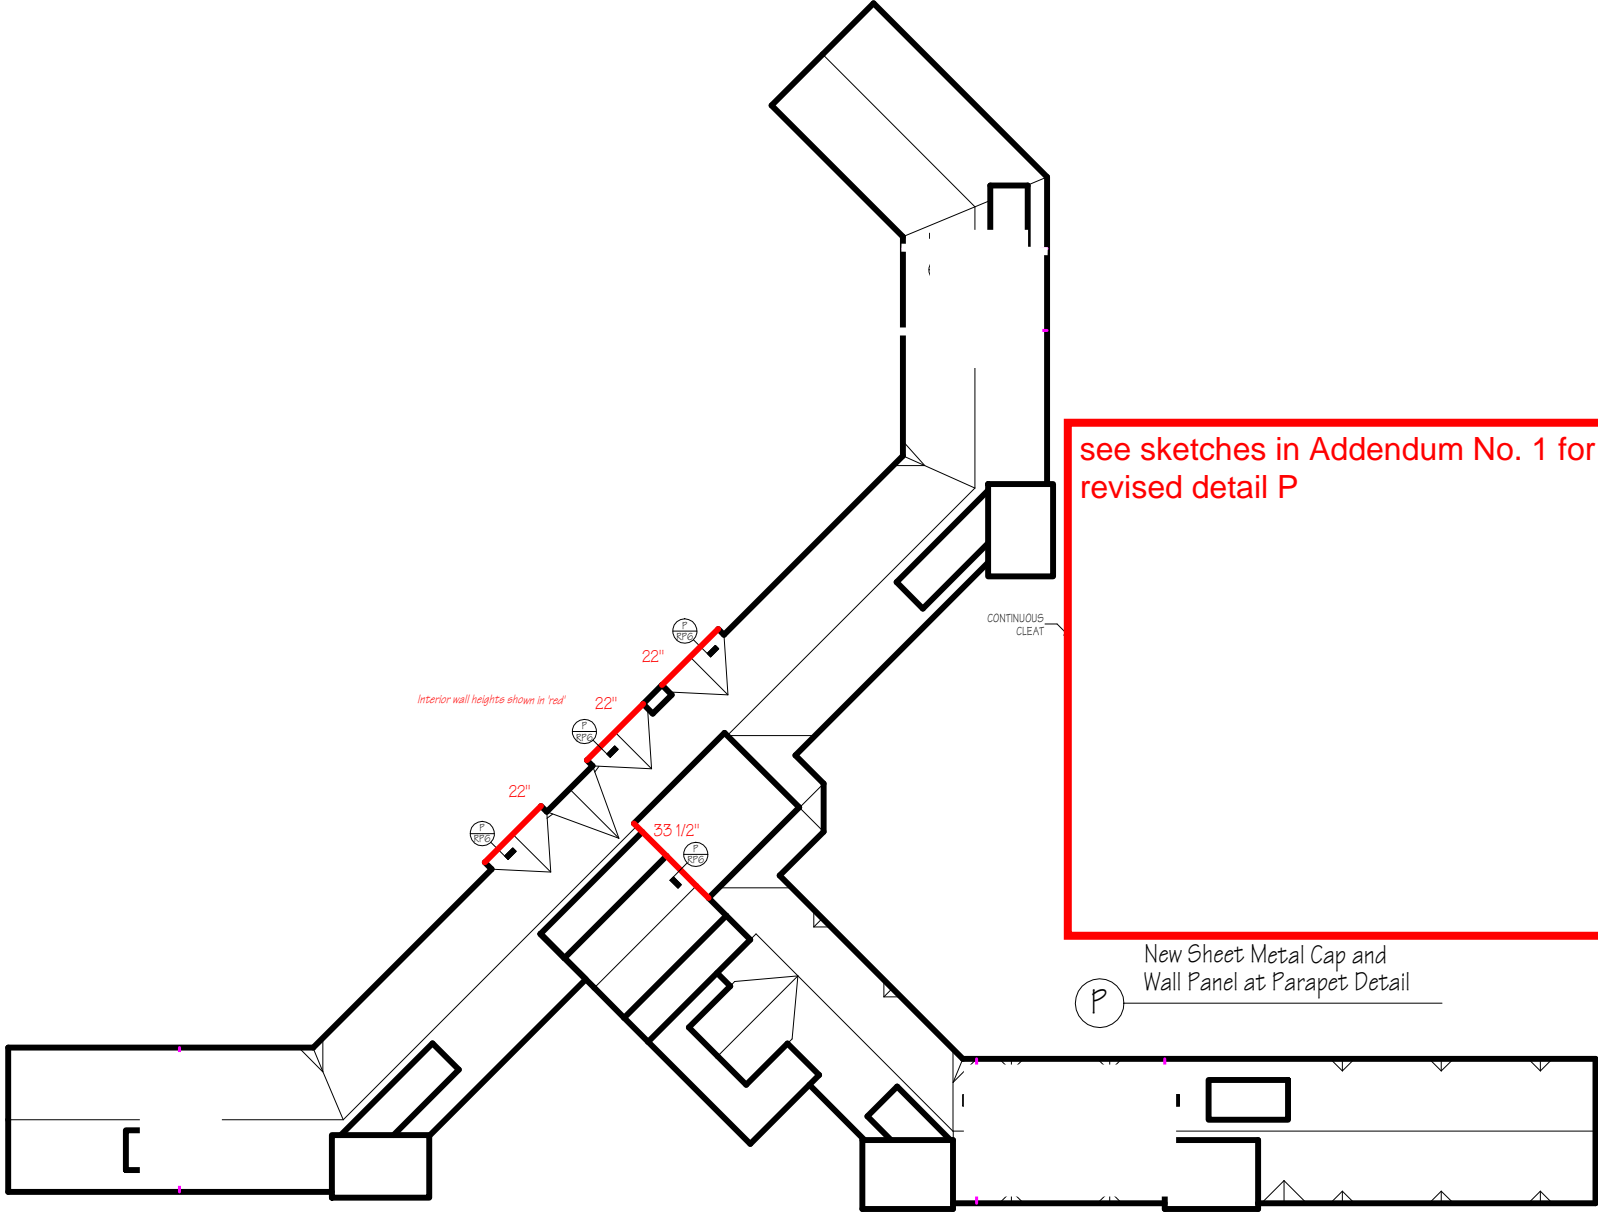 see sketches in Addendum No. 1 for
revised detail P
CONTINUOUS
CLEAT
P
RPG
22"
Interior wall heights shown in 'red'
22"
P
RPG
22"
P
RPG
33 1/2"
P
RPG
New Sheet Metal Cap and
Wall Panel at Parapet Detail
P